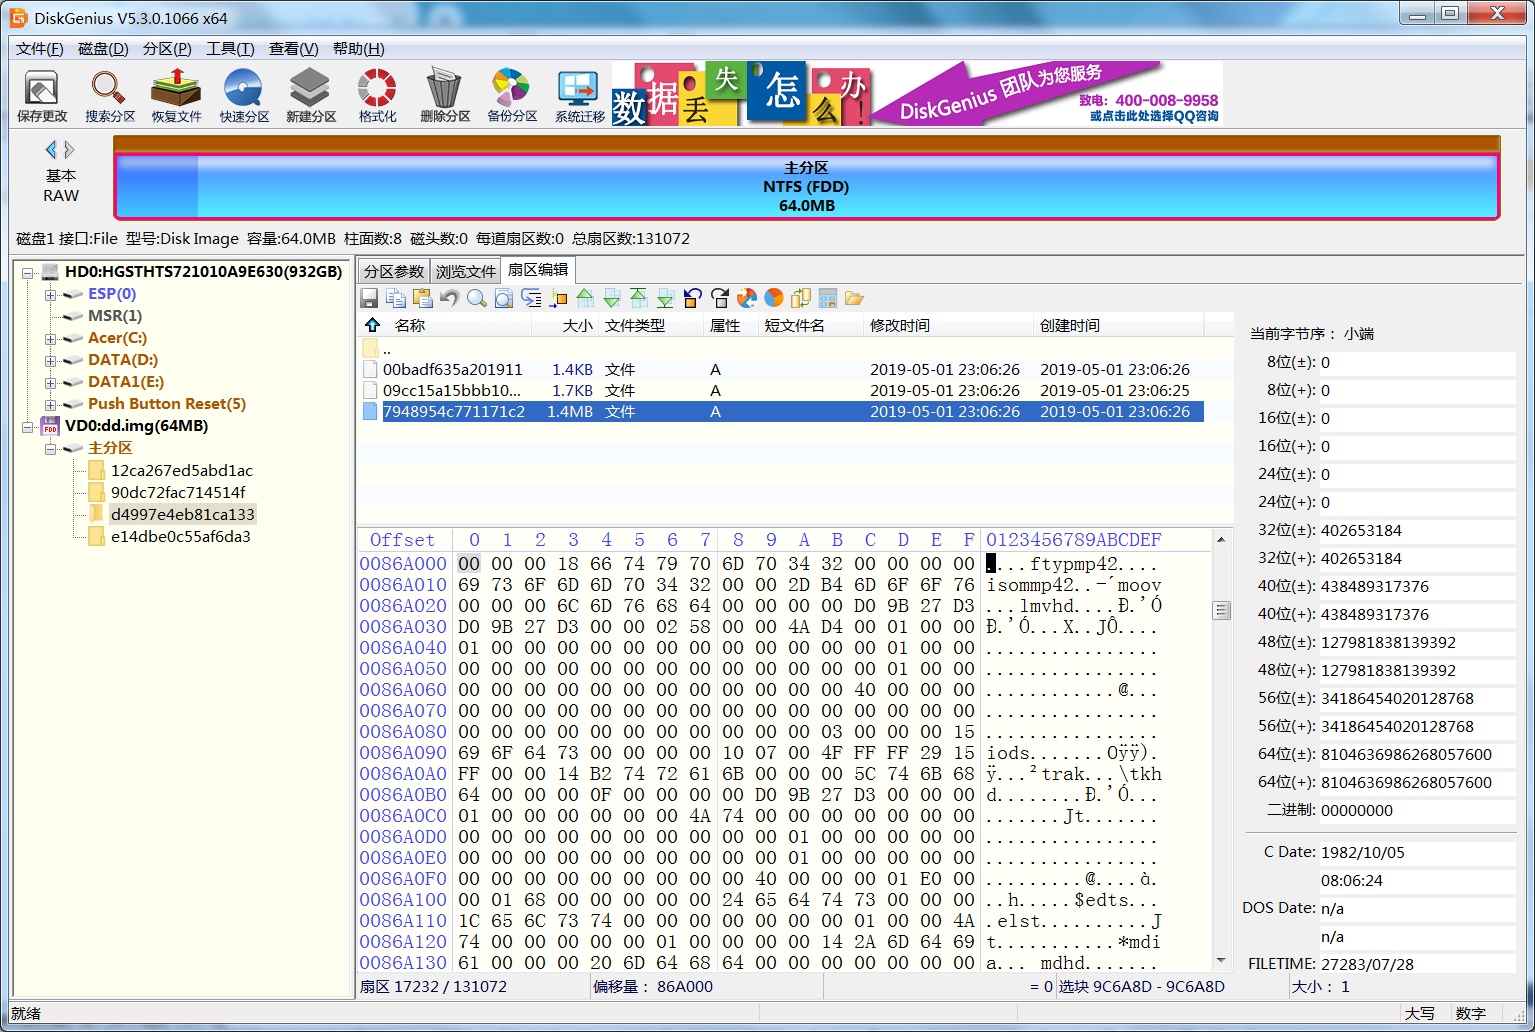 DiskGenius V5.3.0.1066 x64
文件(F) 磁盘(D) 分区(P) 工具(T) 查看(V) 帮助(H)
保存更改 搜索分区 恢复文件 快速分区 新建分区 格式化 删除分区 备份分区 系统迁移
数据丢失怎么办!
DiskGenius 团队为您服务
致电: 400-008-9958
或点击此处选择QQ咨询
基本
RAW
主分区
NTFS (FDD)
64.0MB
磁盘1 接口:File 型号:Disk Image 容量:64.0MB 柱面数:8 磁头数:0 每道扇区数:0 总扇区数:131072
HD0:HGSTHTS721010A9E630(932GB)
ESP(0)
MSR(1)
Acer(C:)
DATA(D:)
DATA1(E:)
Push Button Reset(5)
VD0:dd.img(64MB)
主分区
12ca267ed5abd1ac
90dc72fac714514f
d4997e4eb81ca133
e14dbe0c55af6da3
分区参数 浏览文件 扇区编辑
名称 大小 文件类型 属性 短文件名 修改时间 创建时间
..
00badf635a201911 1.4KB 文件 A 2019-05-01 23:06:26 2019-05-01 23:06:26
09cc15a15bbb10... 1.7KB 文件 A 2019-05-01 23:06:26 2019-05-01 23:06:25
7948954c771171c2 1.4MB 文件 A 2019-05-01 23:06:26 2019-05-01 23:06:26
Offset 0 1 2 3 4 5 6 7 8 9 A B C D E F 0123456789ABCDEF
0086A000 00 00 00 18 66 74 79 70 6D 70 34 32 00 00 00 00 ....ftypmp42....
0086A010 69 73 6F 6D 6D 70 34 32 00 00 2D B4 6D 6F 6F 76 isommp42..-´moov
0086A020 00 00 00 6C 6D 76 68 64 00 00 00 00 D0 9B 27 D3 ...lmvhd....Ð.'Ó
0086A030 D0 9B 27 D3 00 00 02 58 00 00 4A D4 00 01 00 00 Ð.'Ó...X..JÔ....
0086A040 01 00 00 00 00 00 00 00 00 00 00 00 00 01 00 00 ................
0086A050 00 00 00 00 00 00 00 00 00 00 00 00 00 01 00 00 ................
0086A060 00 00 00 00 00 00 00 00 00 00 00 00 40 00 00 00 ............@...
0086A070 00 00 00 00 00 00 00 00 00 00 00 00 00 00 00 00 ................
0086A080 00 00 00 00 00 00 00 00 00 00 00 03 00 00 00 15 ................
0086A090 69 6F 64 73 00 00 00 00 10 07 00 4F FF FF 29 15 iods.......Oÿÿ).
0086A0A0 FF 00 00 14 B2 74 72 61 6B 00 00 00 5C 74 6B 68 ÿ...²trak...\tkh
0086A0B0 64 00 00 00 0F 00 00 00 00 D0 9B 27 D3 00 00 00 d........Ð.'Ó...
0086A0C0 01 00 00 00 00 00 00 4A 74 00 00 00 00 00 00 00 .......Jt.......
0086A0D0 00 00 00 00 00 00 00 00 00 00 01 00 00 00 00 00 ................
0086A0E0 00 00 00 00 00 00 00 00 00 00 01 00 00 00 00 00 ................
0086A0F0 00 00 00 00 00 00 00 00 00 40 00 00 00 01 E0 00 .........@....à.
0086A100 00 01 68 00 00 00 00 00 24 65 64 74 73 00 00 00 ..h.....$edts...
0086A110 1C 65 6C 73 74 00 00 00 00 00 00 00 01 00 00 4A .elst..........J
0086A120 74 00 00 00 00 00 01 00 00 00 00 14 2A 6D 64 69 t...........*mdi
0086A130 61 00 00 00 20 6D 64 68 64 00 00 00 00 00 00 00 a... mdhd.......
扇区 17232 / 131072 偏移量: 86A000 = 0 选块 9C6A8D - 9C6A8D 大小: 1
当前字节序: 小端
8位(±): 0
8位(+): 0
16位(±): 0
16位(+): 0
24位(±): 0
24位(+): 0
32位(±): 402653184
32位(+): 402653184
40位(±): 438489317376
40位(+): 438489317376
48位(±): 127981838139392
48位(+): 127981838139392
56位(±): 34186454020128768
56位(+): 34186454020128768
64位(±): 8104636986268057600
64位(+): 8104636986268057600
二进制: 00000000
C Date: 1982/10/05
08:06:24
DOS Date: n/a
n/a
FILETIME: 27283/07/28
就绪 大写 数字